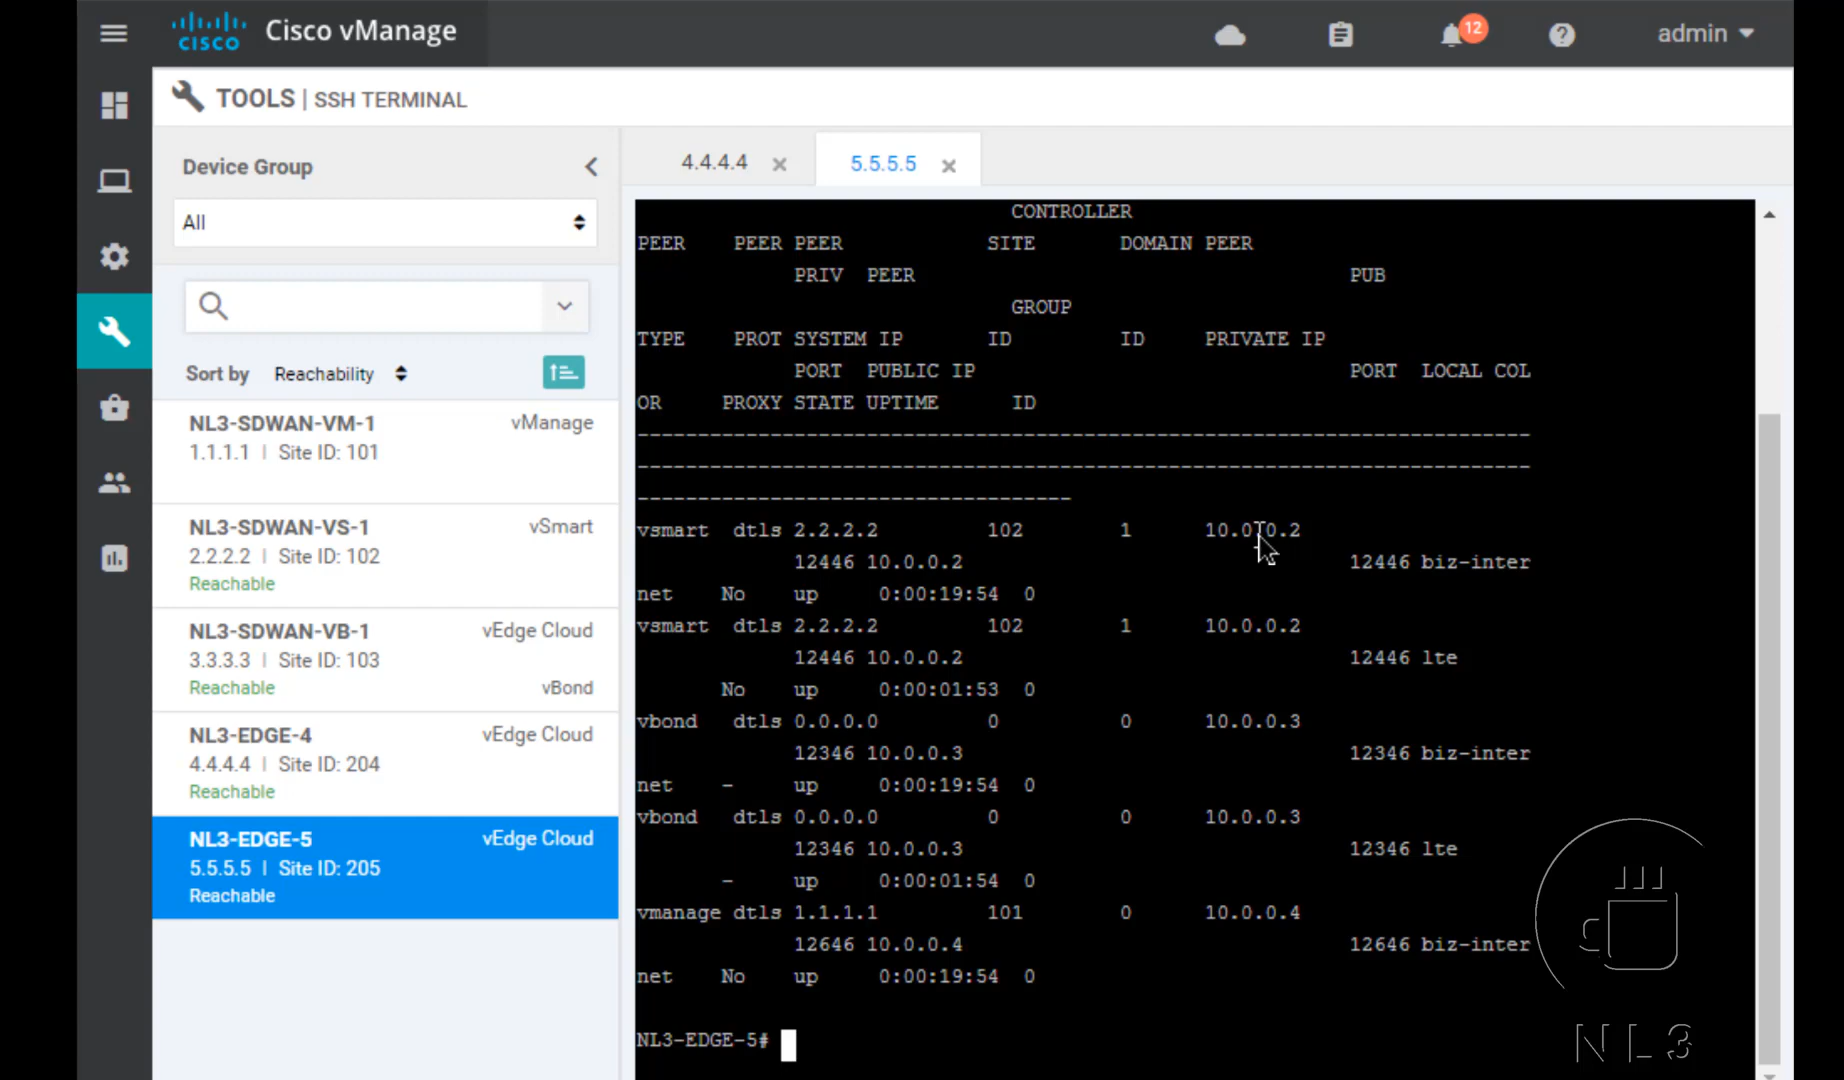 CISCO
Cisco vManage
12
admin
TOOLS | SSH TERMINAL
Device Group
All
Sort by Reachability
NL3-SDWAN-VM-1 vManage
1.1.1.1 | Site ID: 101
NL3-SDWAN-VS-1 vSmart
2.2.2.2 | Site ID: 102
Reachable
NL3-SDWAN-VB-1 vEdge Cloud
3.3.3.3 | Site ID: 103
Reachable vBond
NL3-EDGE-4 vEdge Cloud
4.4.4.4 | Site ID: 204
Reachable
NL3-EDGE-5 vEdge Cloud
5.5.5.5 | Site ID: 205
Reachable
4.4.4.4 × 5.5.5.5 ×
CONTROLLER
PEER PEER PEER SITE DOMAIN PEER
PRIV PEER PUB
GROUP
TYPE PROT SYSTEM IP ID ID PRIVATE IP
PORT PUBLIC IP PORT LOCAL COL
OR PROXY STATE UPTIME ID
--------------------------------------------------------------------------
--------------------------------------------------------------------------
------------------------------------
vsmart dtls 2.2.2.2 102 1 10.0.0.2
12446 10.0.0.2 12446 biz-inter
net No up 0:00:19:54 0
vsmart dtls 2.2.2.2 102 1 10.0.0.2
12446 10.0.0.2 12446 lte
No up 0:00:01:53 0
vbond dtls 0.0.0.0 0 0 10.0.0.3
12346 10.0.0.3 12346 biz-inter
net - up 0:00:19:54 0
vbond dtls 0.0.0.0 0 0 10.0.0.3
12346 10.0.0.3 12346 lte
- up 0:00:01:54 0
vmanage dtls 1.1.1.1 101 0 10.0.0.4
12646 10.0.0.4 12646 biz-inter
net No up 0:00:19:54 0
NL3-EDGE-5#
NL3